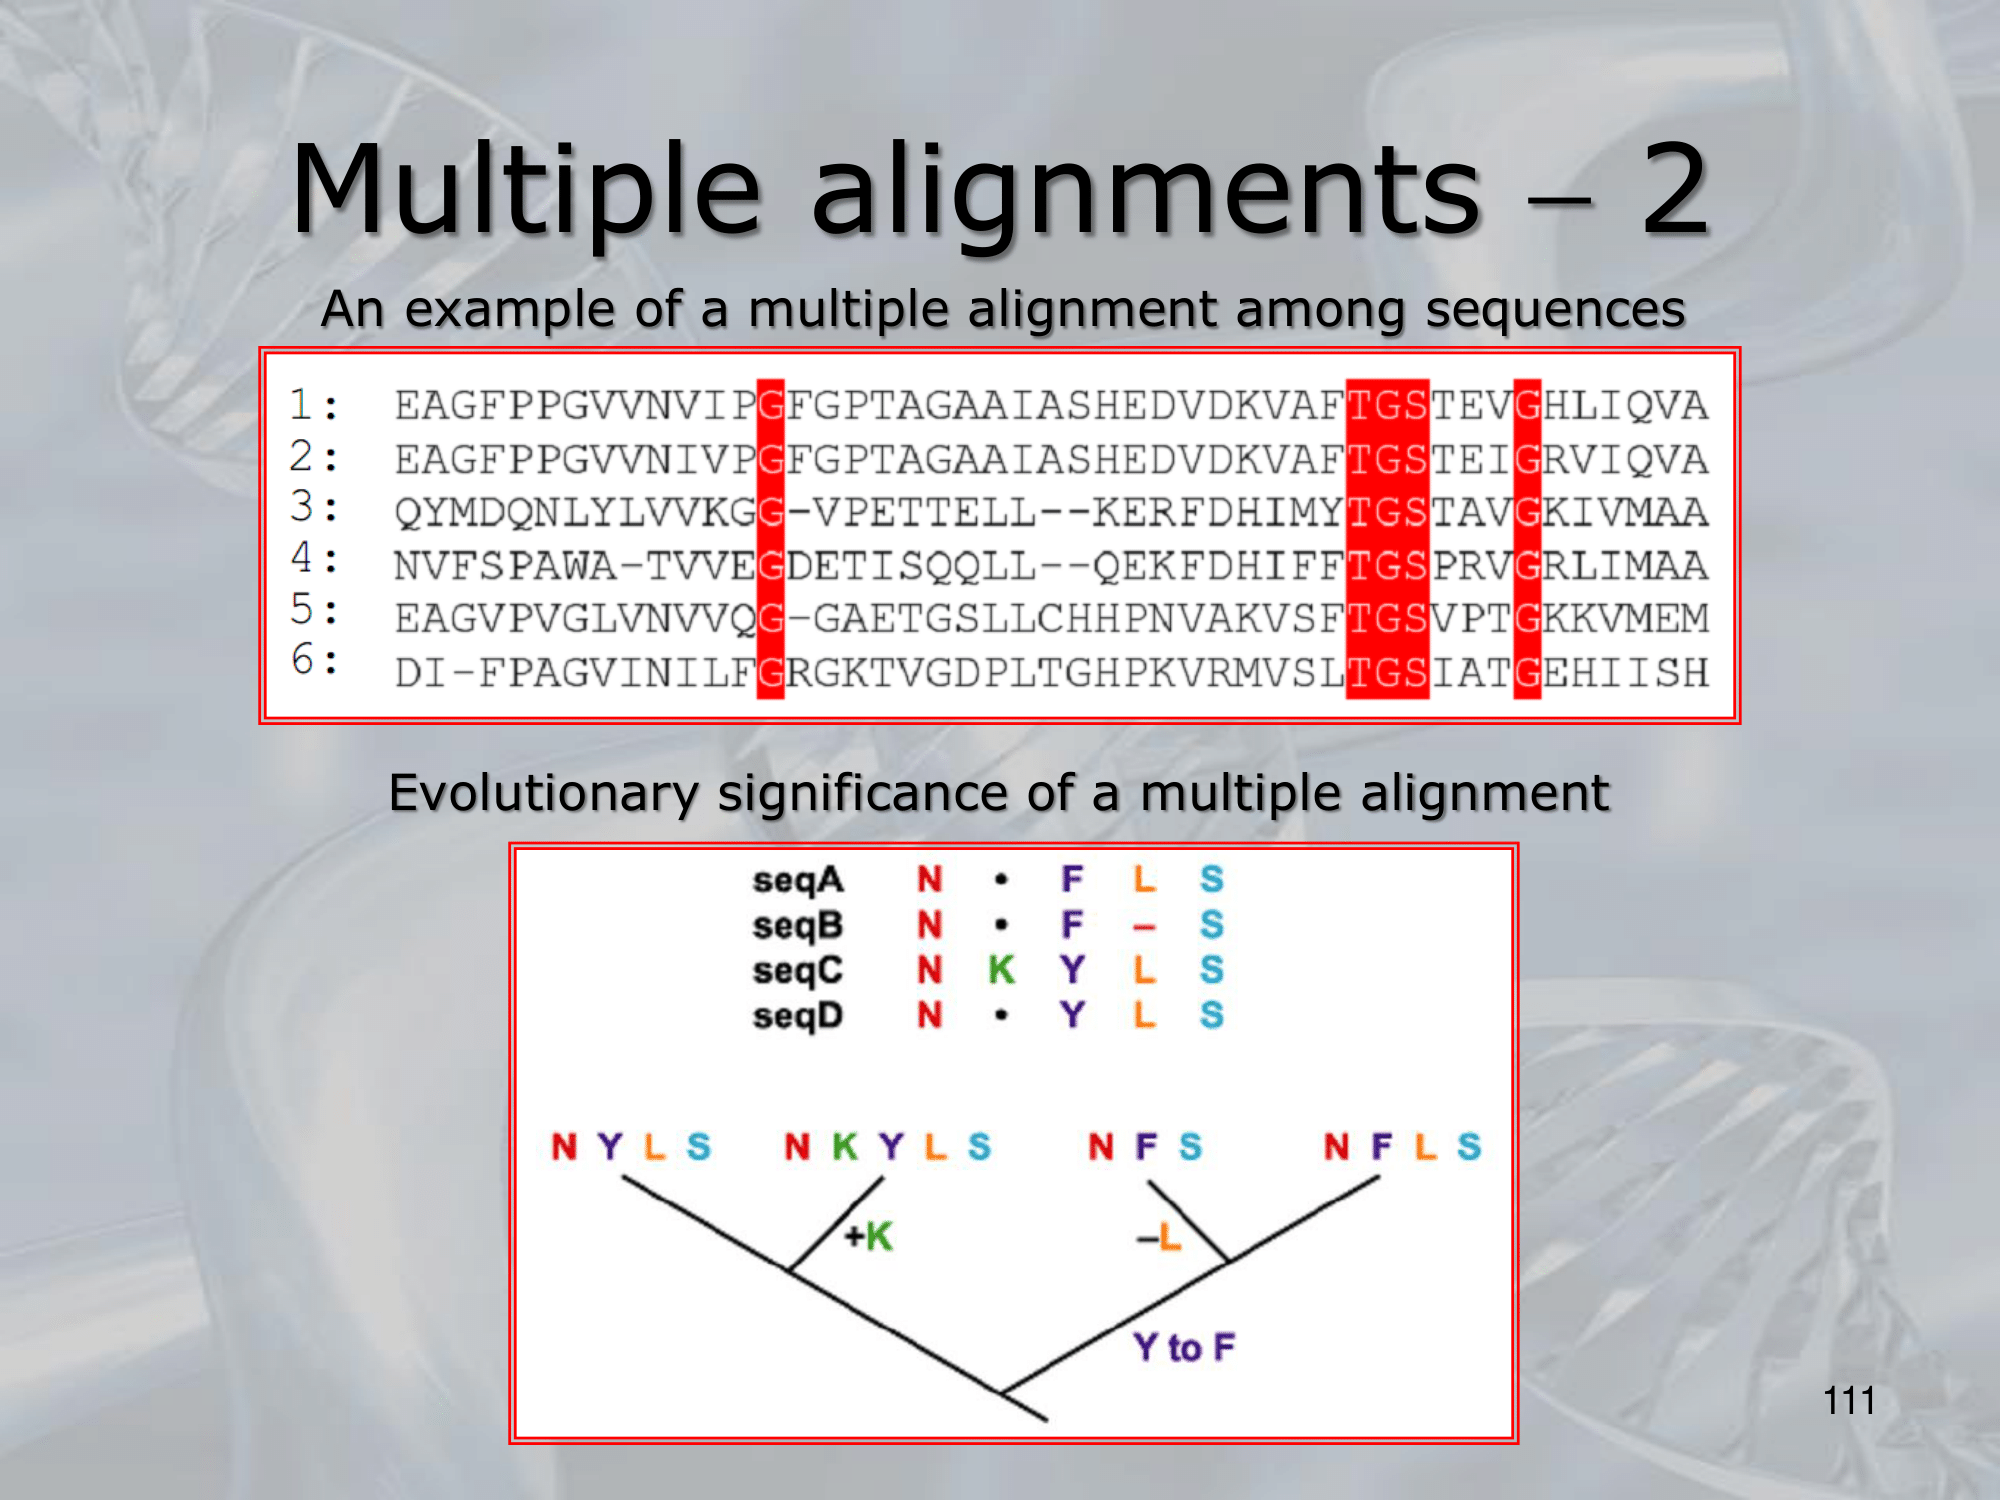 Multiple alignments – 2
An example of a multiple alignment among sequences
1: EAGFPPGVVNVIPGFGPTAGAAIASHEDVDKVAFTGSTEVGHLIQVA
2: EAGFPPGVVNIVPGFGPTAGAAIASHEDVDKVAFTGSTEIGRVIQVA
3: QYMDQNLYLVVKGG-VPETTELL--KERFDHIMYTGSTAVGKIVMAA
4: NVFSPAWA-TVVEGDETISQQLL--QEKFDHIFFTGSPRVGRLIMAA
5: EAGVPVGLVNVVQG-GAETGSLLCHHPNVAKVSFTGSVPTGKKVMEM
6: DI-FPAGVINILFGRGKTVGDPLTGHPKVRMVSLTGSIATGEHIISH
Evolutionary significance of a multiple alignment
seqA N • F L S
seqB N • F – S
seqC N K Y L S
seqD N • Y L S
N Y L S N K Y L S N F S N F L S
+K –L
Y to F
111